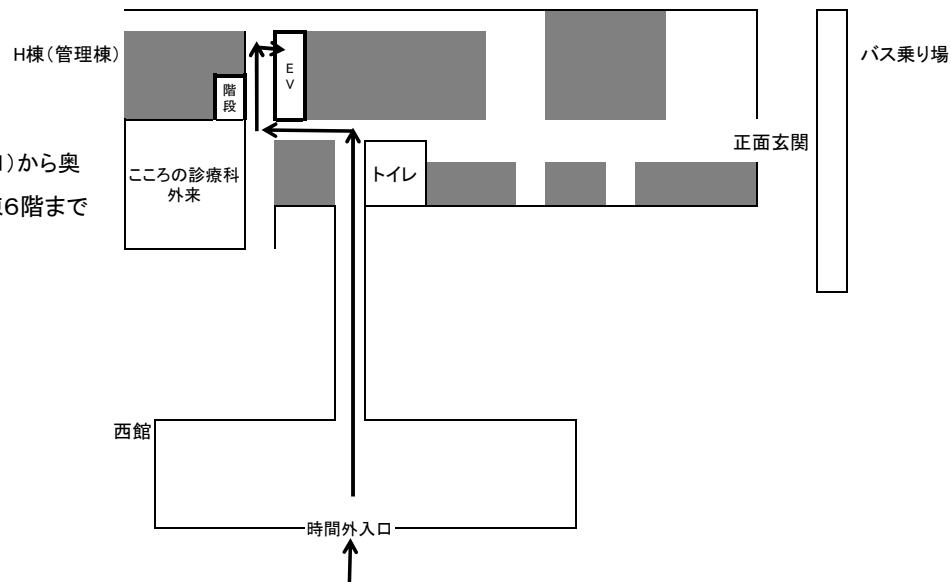 H棟(管理棟)
EV
階段
バス乗り場
正面玄関
)から奥
こころの診療科
外来
トイレ
6階まで
西館
時間外入口